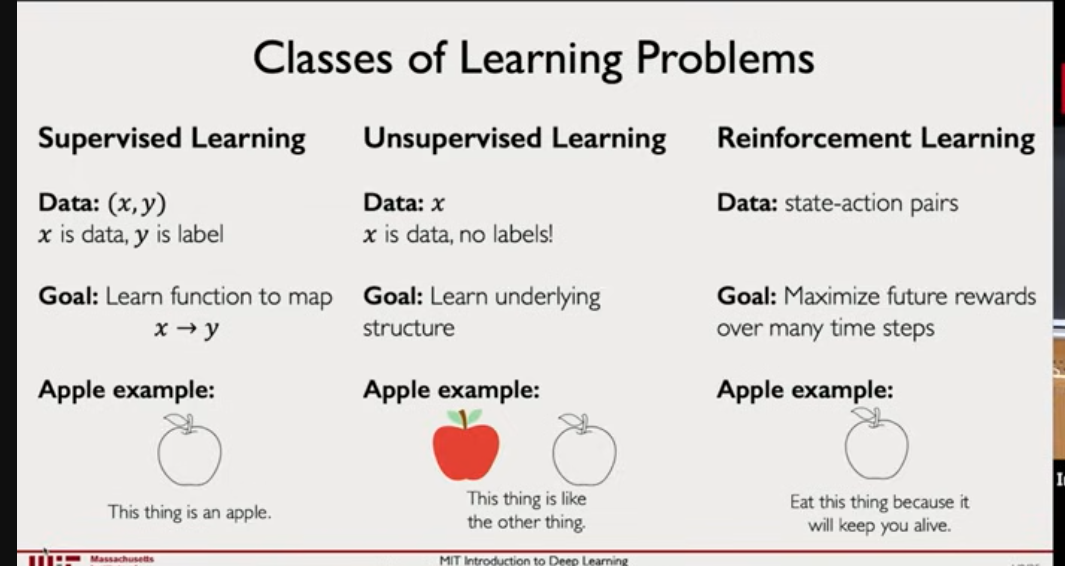 Classes of Learning Problems
Supervised Learning
Data: (x, y)
x is data, y is label
Goal: Learn function to map
x → y
Apple example:
This thing is an apple.
Unsupervised Learning
Data: x
x is data, no labels!
Goal: Learn underlying
structure
Apple example:
This thing is like
the other thing.
Reinforcement Learning
Data: state-action pairs
Goal: Maximize future rewards
over many time steps
Apple example:
Eat this thing because it
will keep you alive.
Massachusetts
MIT Introduction to Deep Learning